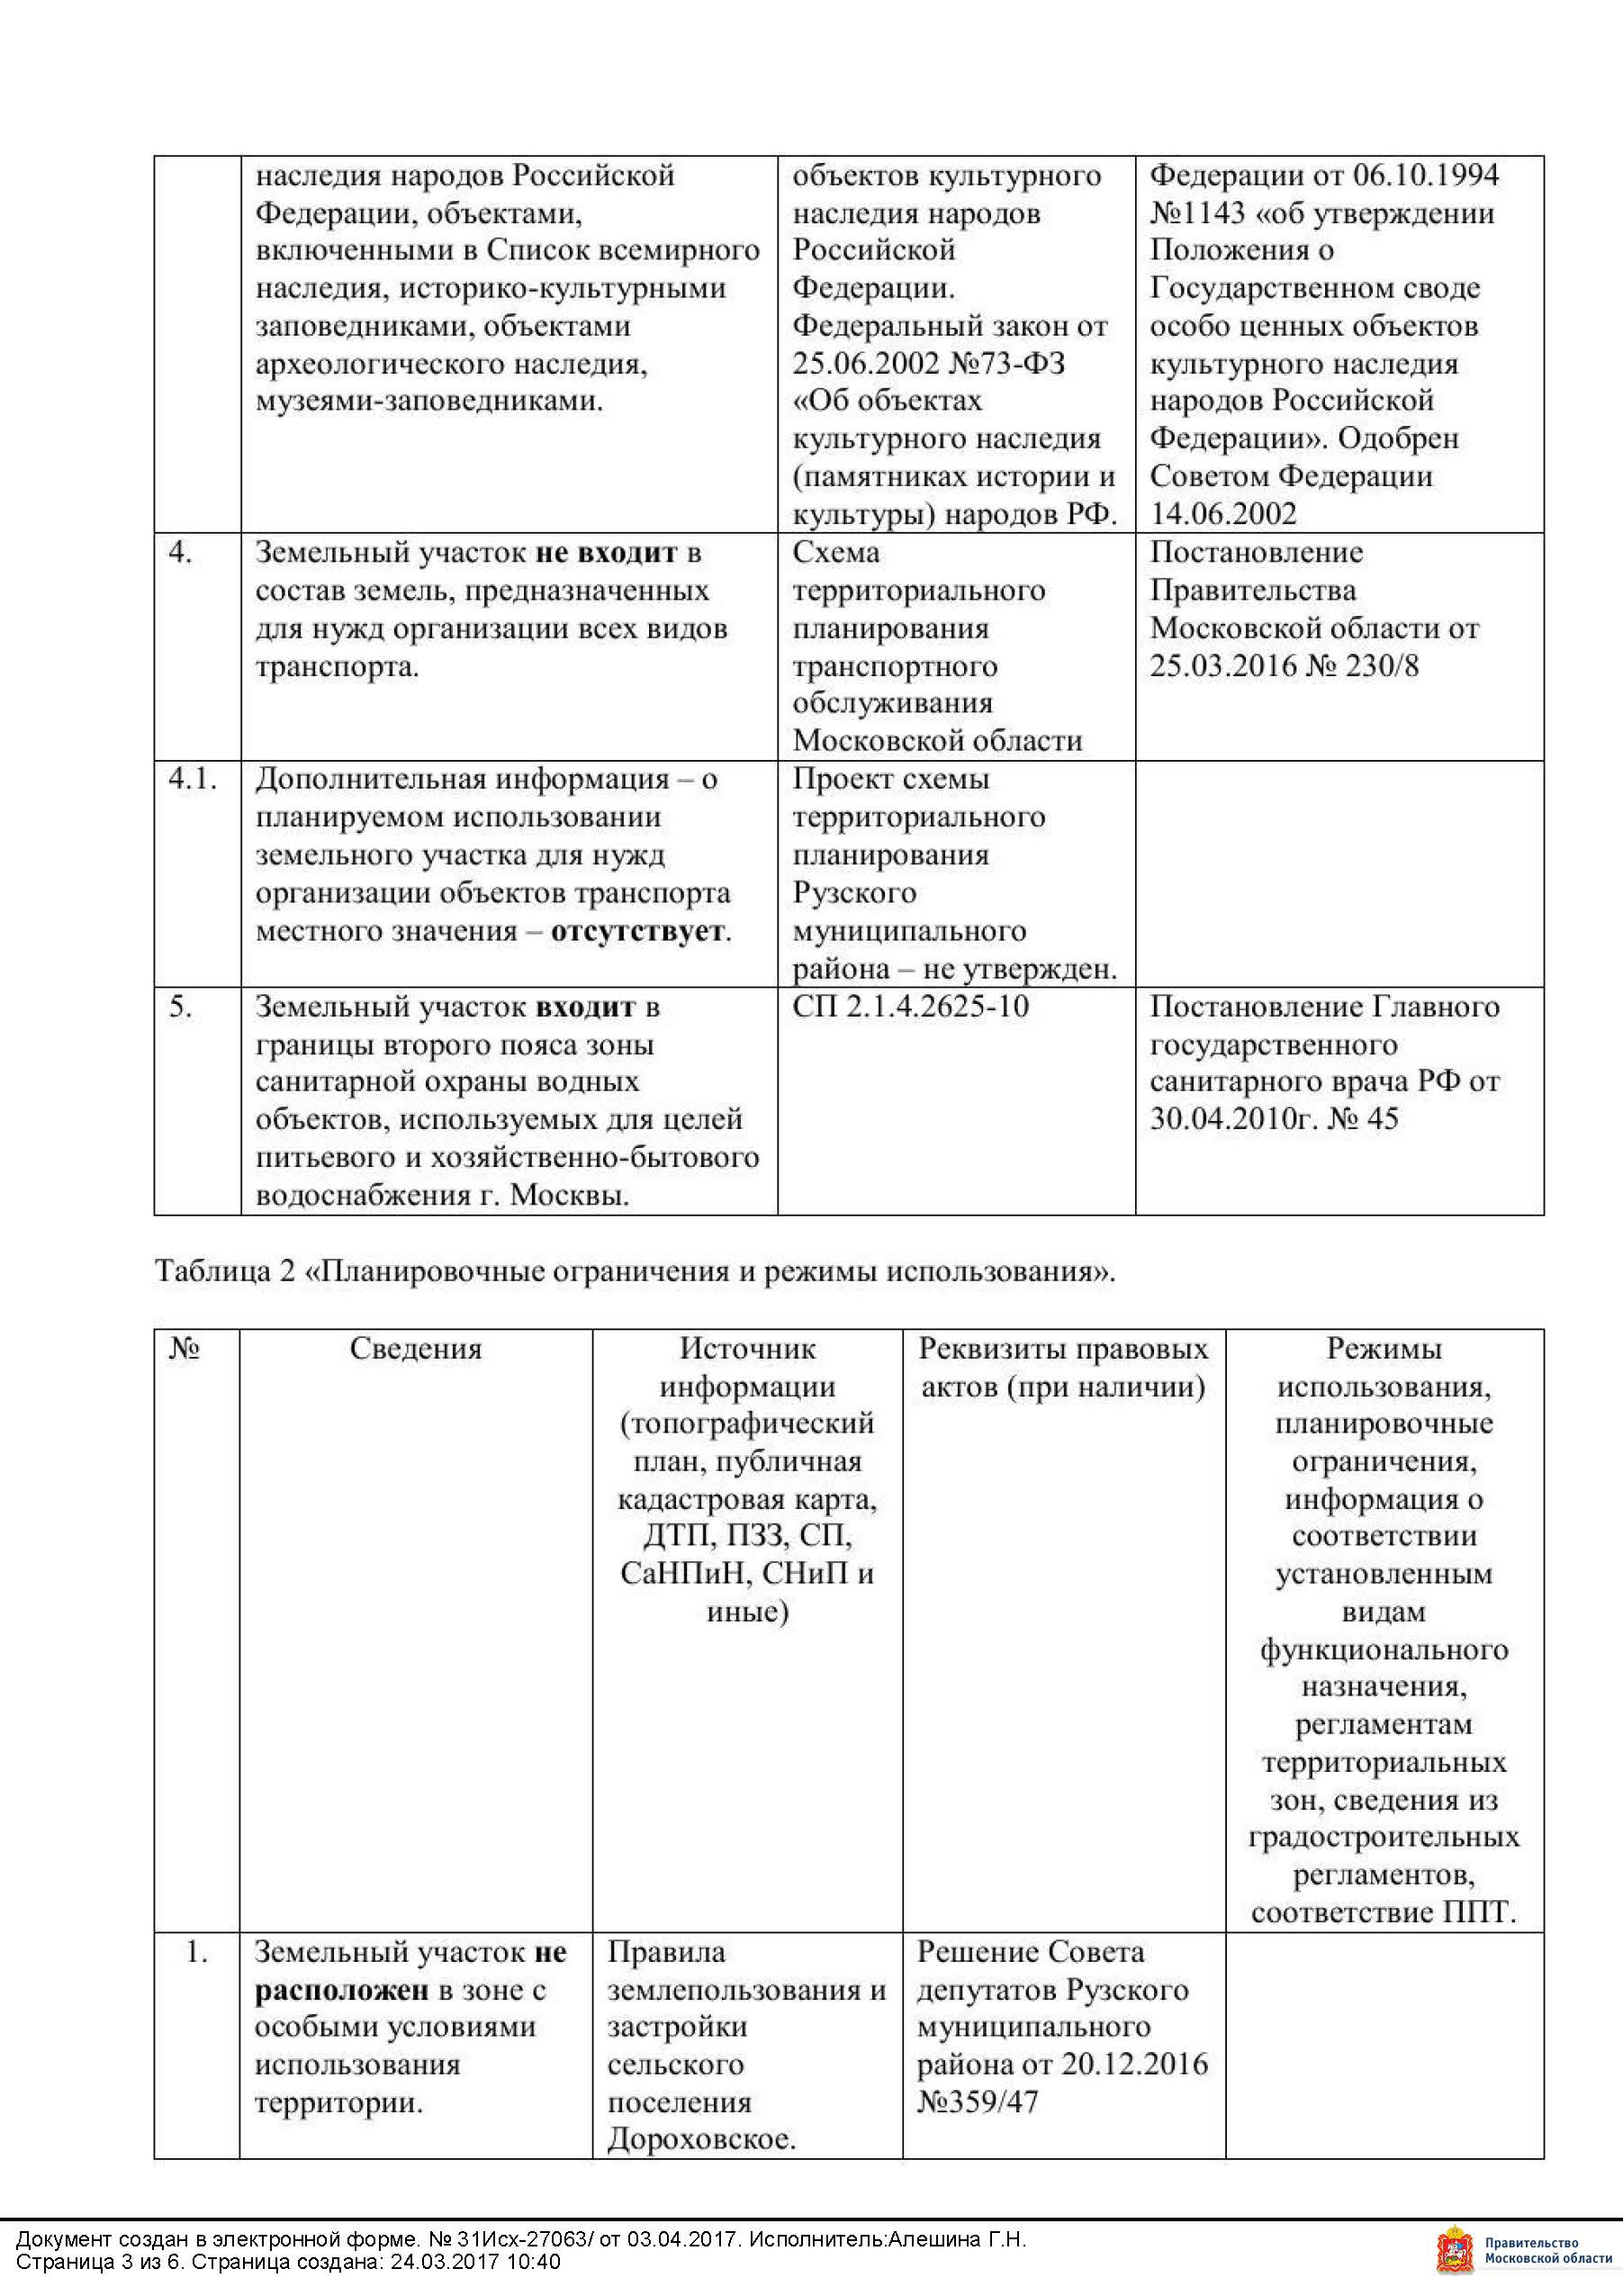 наследия народов Российской
Федерации, объектами,
включенными в Список всемирного
наследия, историко-культурными
заповедниками, объектами
археологического наследия,
музеями-заповедниками.
объектов культурного
наследия народов
Российской
Федерации.
Федеральный закон от
25.06.2002 №73-ФЗ
«Об объектах
культурного наследия
(памятниках истории и
культуры) народов РФ.
Федерации от 06.10.1994
№1143 «об утверждении
Положения о
Государственном своде
особо ценных объектов
культурного наследия
народов Российской
Федерации». Одобрен
Советом Федерации
14.06.2002
4.
Земельный участок не входит в
состав земель, предназначенных
для нужд организации всех видов
транспорта.
Схема
территориального
планирования
транспортного
обслуживания
Московской области
Постановление
Правительства
Московской области от
25.03.2016 № 230/8
4.1.
Дополнительная информация – о
планируемом использовании
земельного участка для нужд
организации объектов транспорта
местного значения – отсутствует.
Проект схемы
территориального
планирования
Рузского
муниципального
района – не утвержден.
5.
Земельный участок входит в
границы второго пояса зоны
санитарной охраны водных
объектов, используемых для целей
питьевого и хозяйственно-бытового
водоснабжения г. Москвы.
СП 2.1.4.2625-10
Постановление Главного
государственного
санитарного врача РФ от
30.04.2010г. № 45
Таблица 2 «Планировочные ограничения и режимы использования».
№
Сведения
Источник
информации
(топографический
план, публичная
кадастровая карта,
ДТП, ПЗЗ, СП,
СаНПиН, СНиП и
иные)
Реквизиты правовых
актов (при наличии)
Режимы
использования,
планировочные
ограничения,
информация о
соответствии
установленным
видам
функционального
назначения,
регламентам
территориальных
зон, сведения из
градостроительных
регламентов,
соответствие ППТ.
1.
Земельный участок не
расположен в зоне с
особыми условиями
использования
территории.
Правила
землепользования и
застройки
сельского
поселения
Дороховское.
Решение Совета
депутатов Рузского
муниципального
района от 20.12.2016
№359/47
Документ создан в электронной форме. № 31Исх-27063/ от 03.04.2017. Исполнитель:Алешина Г.Н.
Страница 3 из 6. Страница создана: 24.03.2017 10:40
Правительство
Московской области